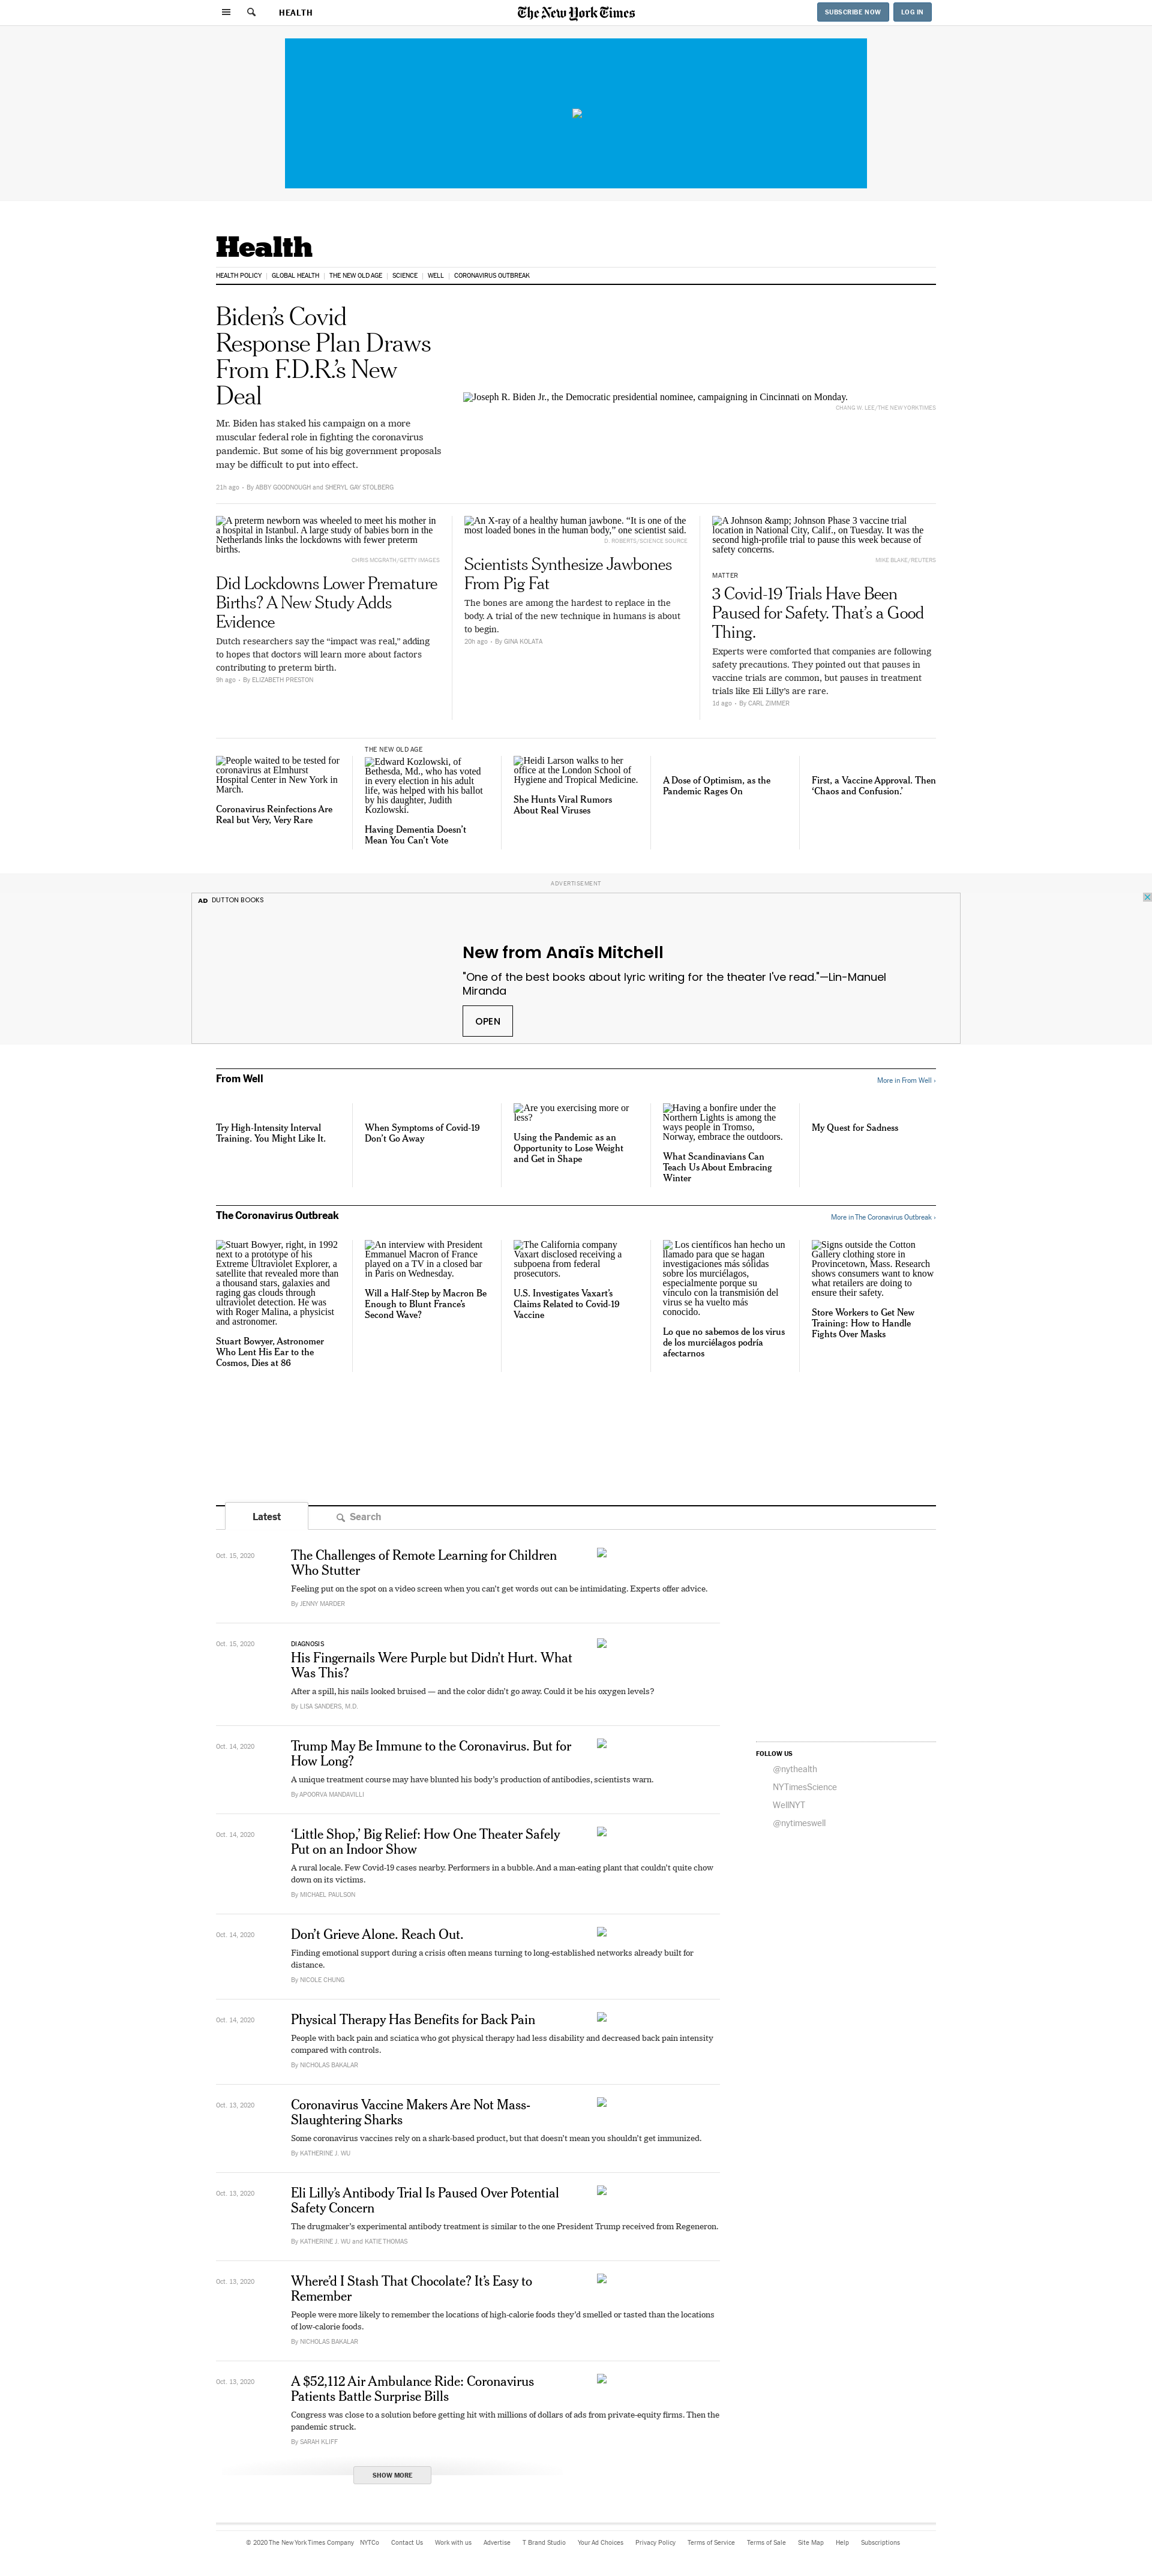 HEALTH
The New York Times
SUBSCRIBE NOW
LOG IN
Health
HEALTH POLICY
GLOBAL HEALTH
THE NEW OLD AGE
SCIENCE
WELL
CORONAVIRUS OUTBREAK
Biden’s Covid
Response Plan Draws
From F.D.R.’s New
Deal
Mr. Biden has staked his campaign on a more
muscular federal role in fighting the coronavirus
pandemic. But some of his big government proposals
may be difficult to put into effect.
21h ago • By ABBY GOODNOUGH and SHERYL GAY STOLBERG
Joseph R. Biden Jr., the Democratic presidential nominee, campaigning in Cincinnati on Monday.
CHANG W. LEE/THE NEW YORK TIMES
A preterm newborn was wheeled to meet his mother in
a hospital in Istanbul. A large study of babies born in the
Netherlands links the lockdowns with fewer preterm
births.
CHRIS MCGRATH/GETTY IMAGES
Did Lockdowns Lower Premature
Births? A New Study Adds
Evidence
Dutch researchers say the “impact was real,” adding
to hopes that doctors will learn more about factors
contributing to preterm birth.
9h ago • By ELIZABETH PRESTON
An X-ray of a healthy human jawbone. “It is one of the
most loaded bones in the human body,” one scientist said.
D. ROBERTS/SCIENCE SOURCE
Scientists Synthesize Jawbones
From Pig Fat
The bones are among the hardest to replace in the
body. A trial of the new technique in humans is about
to begin.
20h ago • By GINA KOLATA
A Johnson &amp; Johnson Phase 3 vaccine trial
location in National City, Calif., on Tuesday. It was the
second high-profile trial to pause this week because of
safety concerns.
MIKE BLAKE/REUTERS
MATTER
3 Covid-19 Trials Have Been
Paused for Safety. That’s a Good
Thing.
Experts were comforted that companies are following
safety precautions. They pointed out that pauses in
vaccine trials are common, but pauses in treatment
trials like Eli Lilly’s are rare.
1d ago • By CARL ZIMMER
People waited to be tested for
coronavirus at Elmhurst
Hospital Center in New York in
March.
Coronavirus Reinfections Are
Real but Very, Very Rare
THE NEW OLD AGE
Edward Kozlowski, of
Bethesda, Md., who has voted
in every election in his adult
life, was helped with his ballot
by his daughter, Judith
Kozlowski.
Having Dementia Doesn’t
Mean You Can’t Vote
Heidi Larson walks to her
office at the London School of
Hygiene and Tropical Medicine.
She Hunts Viral Rumors
About Real Viruses
A Dose of Optimism, as the
Pandemic Rages On
First, a Vaccine Approval. Then
‘Chaos and Confusion.’
ADVERTISEMENT
AD DUTTON BOOKS
New from Anaïs Mitchell
"One of the best books about lyric writing for the theater I've read."—Lin-Manuel
Miranda
OPEN
From Well
More in From Well ›
Try High-Intensity Interval
Training. You Might Like It.
When Symptoms of Covid-19
Don’t Go Away
Are you exercising more or
less?
Using the Pandemic as an
Opportunity to Lose Weight
and Get in Shape
Having a bonfire under the
Northern Lights is among the
ways people in Tromso,
Norway, embrace the outdoors.
What Scandinavians Can
Teach Us About Embracing
Winter
My Quest for Sadness
The Coronavirus Outbreak
More in The Coronavirus Outbreak ›
Stuart Bowyer, right, in 1992
next to a prototype of his
Extreme Ultraviolet Explorer, a
satellite that revealed more than
a thousand stars, galaxies and
raging gas clouds through
ultraviolet detection. He was
with Roger Malina, a physicist
and astronomer.
Stuart Bowyer, Astronomer
Who Lent His Ear to the
Cosmos, Dies at 86
An interview with President
Emmanuel Macron of France
played on a TV in a closed bar
in Paris on Wednesday.
Will a Half-Step by Macron Be
Enough to Blunt France’s
Second Wave?
The California company
Vaxart disclosed receiving a
subpoena from federal
prosecutors.
U.S. Investigates Vaxart’s
Claims Related to Covid-19
Vaccine
Los científicos han hecho un
llamado para que se hagan
investigaciones más sólidas
sobre los murciélagos,
especialmente porque su
vínculo con la transmisión del
virus se ha vuelto más
conocido.
Lo que no sabemos de los virus
de los murciélagos podría
afectarnos
Signs outside the Cotton
Gallery clothing store in
Provincetown, Mass. Research
shows consumers want to know
what retailers are doing to
ensure their safety.
Store Workers to Get New
Training: How to Handle
Fights Over Masks
Latest
Search
Oct. 15, 2020
The Challenges of Remote Learning for Children
Who Stutter
Feeling put on the spot on a video screen when you can’t get words out can be intimidating. Experts offer advice.
By JENNY MARDER
Oct. 15, 2020
DIAGNOSIS
His Fingernails Were Purple but Didn’t Hurt. What
Was This?
After a spill, his nails looked bruised — and the color didn’t go away. Could it be his oxygen levels?
By LISA SANDERS, M.D.
Oct. 14, 2020
Trump May Be Immune to the Coronavirus. But for
How Long?
A unique treatment course may have blunted his body’s production of antibodies, scientists warn.
By APOORVA MANDAVILLI
FOLLOW US
@nythealth
NYTimesScience
WellNYT
@nytimeswell
Oct. 14, 2020
‘Little Shop,’ Big Relief: How One Theater Safely
Put on an Indoor Show
A rural locale. Few Covid-19 cases nearby. Performers in a bubble. And a man-eating plant that couldn’t quite chow
down on its victims.
By MICHAEL PAULSON
Oct. 14, 2020
Don’t Grieve Alone. Reach Out.
Finding emotional support during a crisis often means turning to long-established networks already built for
distance.
By NICOLE CHUNG
Oct. 14, 2020
Physical Therapy Has Benefits for Back Pain
People with back pain and sciatica who got physical therapy had less disability and decreased back pain intensity
compared with controls.
By NICHOLAS BAKALAR
Oct. 13, 2020
Coronavirus Vaccine Makers Are Not Mass-
Slaughtering Sharks
Some coronavirus vaccines rely on a shark-based product, but that doesn’t mean you shouldn’t get immunized.
By KATHERINE J. WU
Oct. 13, 2020
Eli Lilly’s Antibody Trial Is Paused Over Potential
Safety Concern
The drugmaker’s experimental antibody treatment is similar to the one President Trump received from Regeneron.
By KATHERINE J. WU and KATIE THOMAS
Oct. 13, 2020
Where’d I Stash That Chocolate? It’s Easy to
Remember
People were more likely to remember the locations of high-calorie foods they’d smelled or tasted than the locations
of low-calorie foods.
By NICHOLAS BAKALAR
Oct. 13, 2020
A $52,112 Air Ambulance Ride: Coronavirus
Patients Battle Surprise Bills
Congress was close to a solution before getting hit with millions of dollars of ads from private-equity firms. Then the
pandemic struck.
By SARAH KLIFF
SHOW MORE
© 2020 The New York Times Company NYTCo Contact Us Work with us Advertise T Brand Studio Your Ad Choices Privacy Policy Terms of Service Terms of Sale Site Map Help Subscriptions